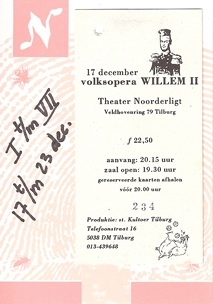 N
17 december
volksopera WILLEM II
Theater Noorderligt
Veldhovenring 79 Tilburg
ƒ 22,50
aanvang: 20.15 uur
zaal open: 19.30 uur
gereserveerde kaarten afhalen
vóór 20.00 uur
234
Produktie: st. Kultoer Tilburg
Telefoonstraat 16
5038 DM Tilburg
013-439648
I t/m VII
17 t/m 23 dec.